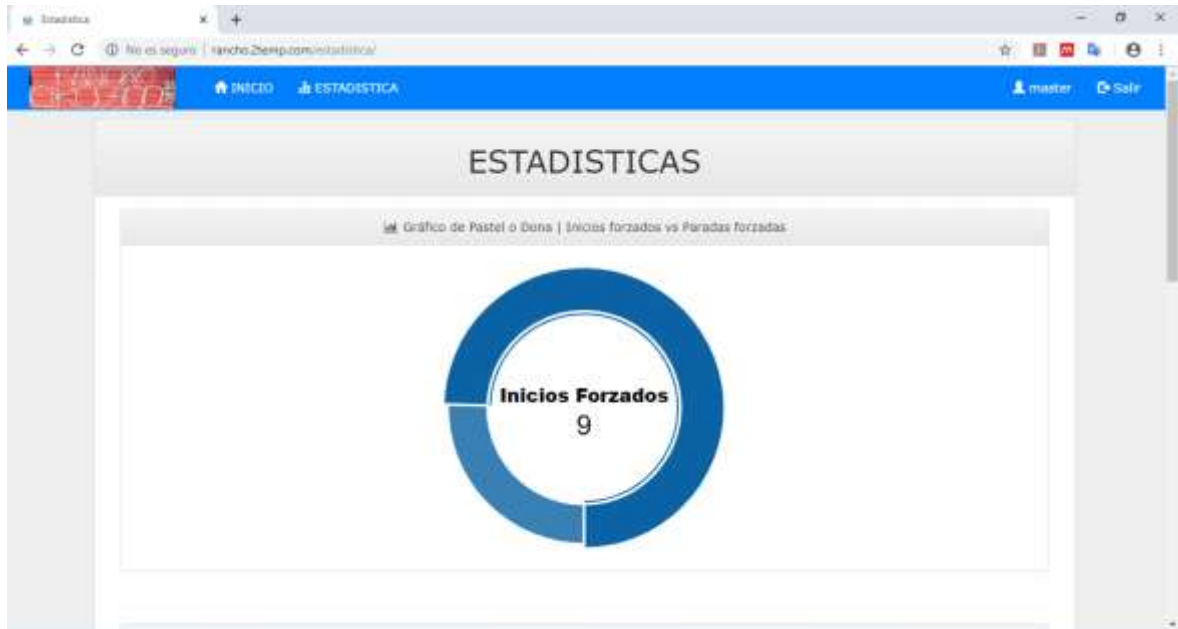 Estadistica
No es seguro | rancho.2temp.com/estadistica/
INICIO ESTADISTICA master Salir
ESTADISTICAS
Gráfico de Pastel o Dona | Inicios forzados vs Paradas forzadas
Inicios Forzados
9